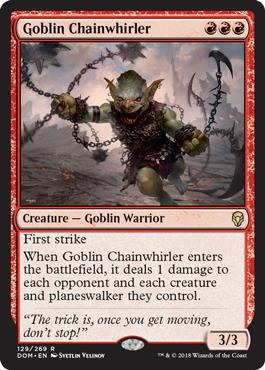 Goblin Chainwhirler
Creature — Goblin Warrior
First strike
When Goblin Chainwhirler enters
the battlefield, it deals 1 damage to
each opponent and each creature
and planeswalker they control.
“The trick is, once you get moving,
don’t stop!”
3/3
129/269 R
DOM • EN SVETLIN VELINOV
™ & © 2018 Wizards of the Coast